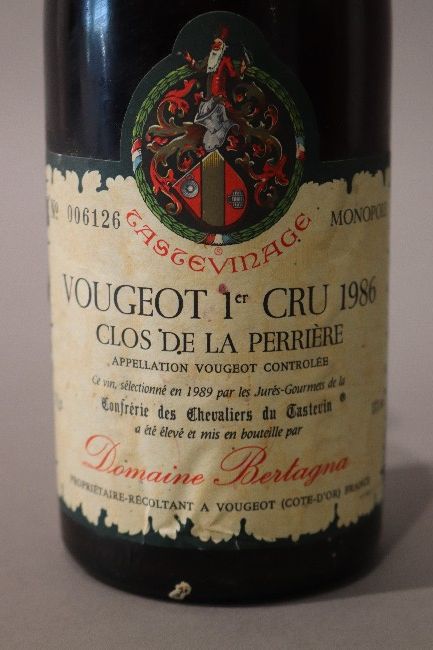 Nº 006126
MONOPOLE
TASTEVINAGE
®
VOUGEOT 1er CRU 1986
CLOS DE LA PERRIÈRE
APPELLATION VOUGEOT CONTROLÉE
Ce vin, sélectionné en 1989 par les Jurés-Gourmets de la
Confrérie des Chevaliers du Tastevin ®
a été élevé et mis en bouteille par
Domaine Bertagna
PROPRIÉTAIRE-RÉCOLTANT A VOUGEOT (COTE-D'OR) FRANCE